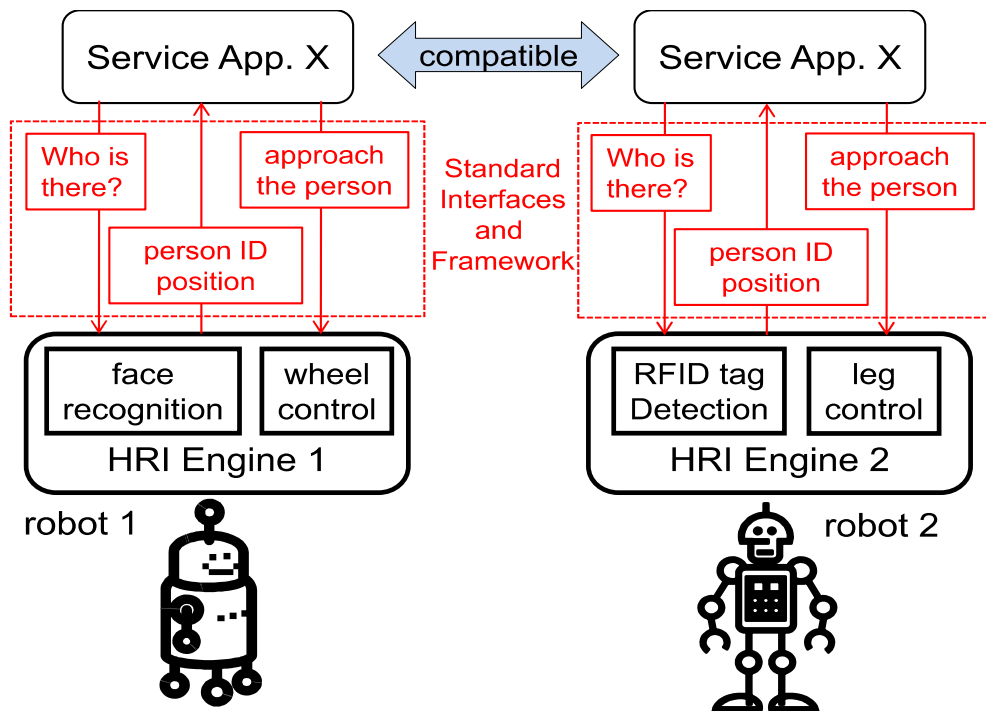 Service App. X
compatible
Service App. X
Who is
there?
approach
the person
person ID
position
Standard
Interfaces
and
Framework
Who is
there?
approach
the person
person ID
position
face
recognition
wheel
control
HRI Engine 1
RFID tag
Detection
leg
control
HRI Engine 2
robot 1
robot 2